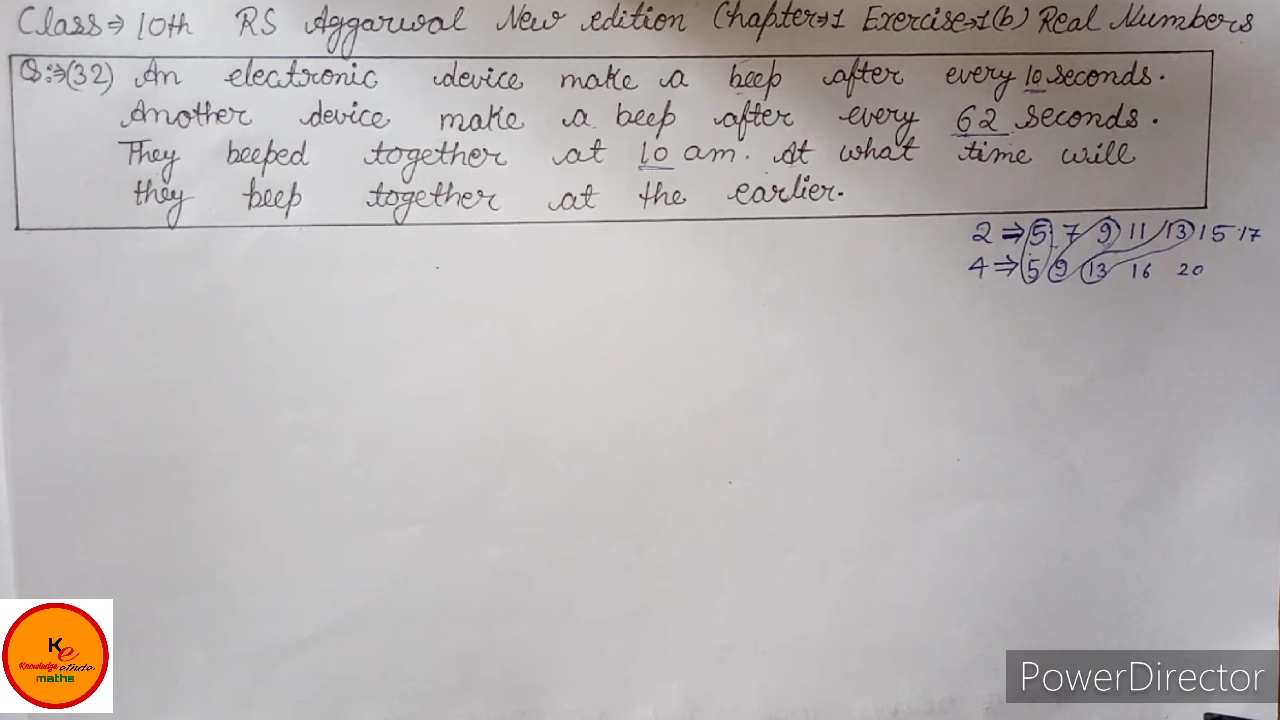 Class⇒ 10th RS Aggarwal New edition Chapter⇒1 Exercise⇒1(b) Real Numbers
Q:⇒(32) An electronic device make a beep after every 10 seconds.
Another device make a beep after every 62 seconds.
They beeped together at 10 am. At what time will
they beep together at the earlier.
2 ⇒ 5 7 9 11 13 15 17
4 ⇒ 5 9 13 16 20
Ke
Knowledge etude
maths
PowerDirector